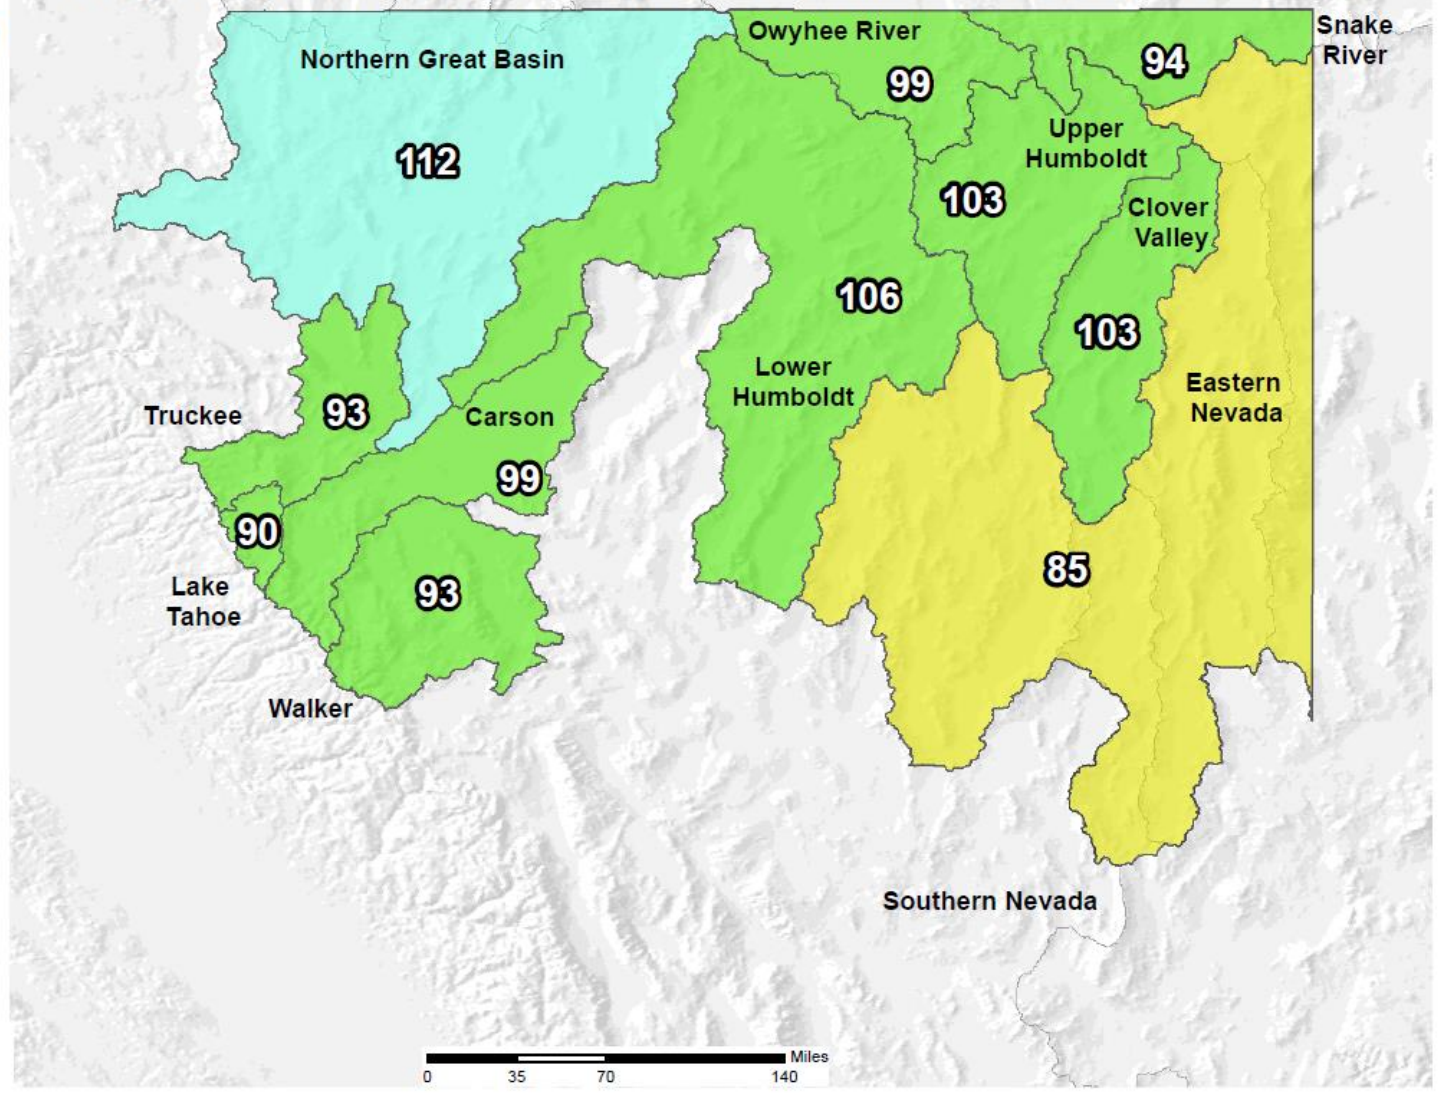 Owyhee River
Snake
River
Northern Great Basin
94
99
Upper
Humboldt
112
103
Clover
Valley
106
103
Lower
Humboldt
Eastern
Nevada
Truckee
93
Carson
99
90
85
Lake
Tahoe
93
Walker
Southern Nevada
Miles
0 35 70 140